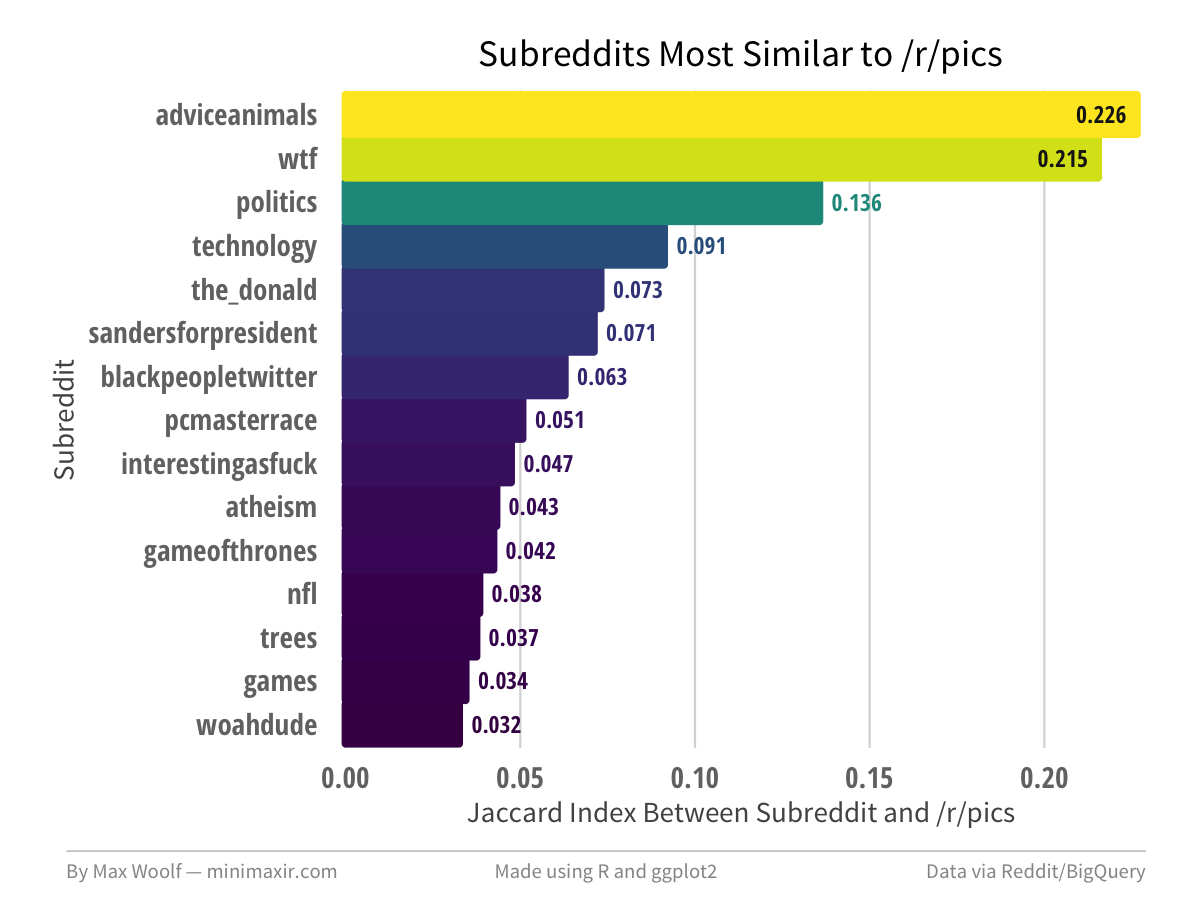 Subreddits Most Similar to /r/pics
adviceanimals 0.226
wtf 0.215
politics 0.136
technology 0.091
the_donald 0.073
sandersforpresident 0.071
blackpeopletwitter 0.063
pcmasterrace 0.051
interestingasfuck 0.047
atheism 0.043
gameofthrones 0.042
nfl 0.038
trees 0.037
games 0.034
woahdude 0.032
Subreddit
0.00 0.05 0.10 0.15 0.20
Jaccard Index Between Subreddit and /r/pics
By Max Woolf — minimaxir.com Made using R and ggplot2 Data via Reddit/BigQuery